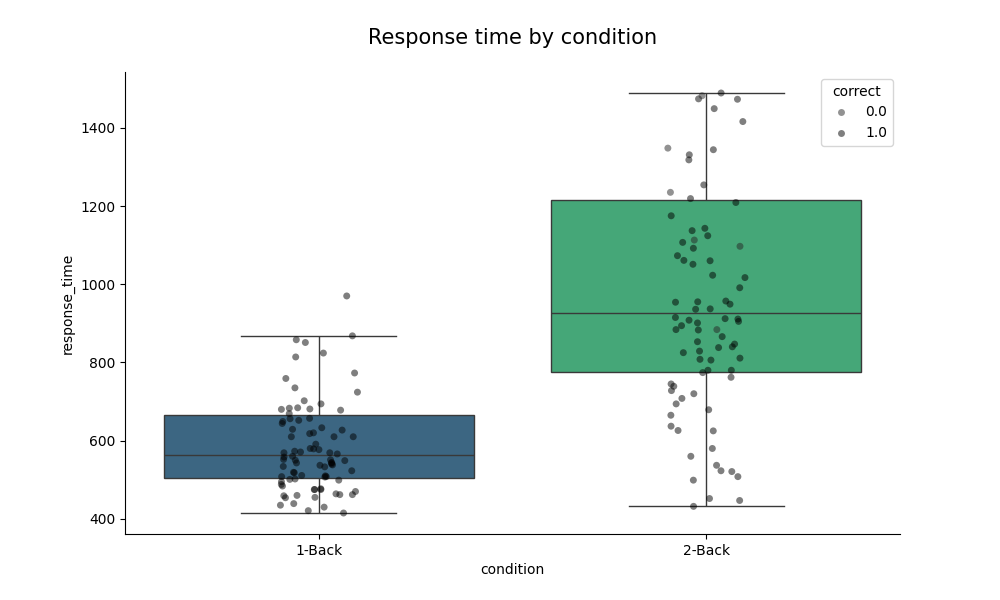 Response time by condition
correct
0.0
1.0
1400
1200
1000
800
600
400
response_time
1-Back
2-Back
condition